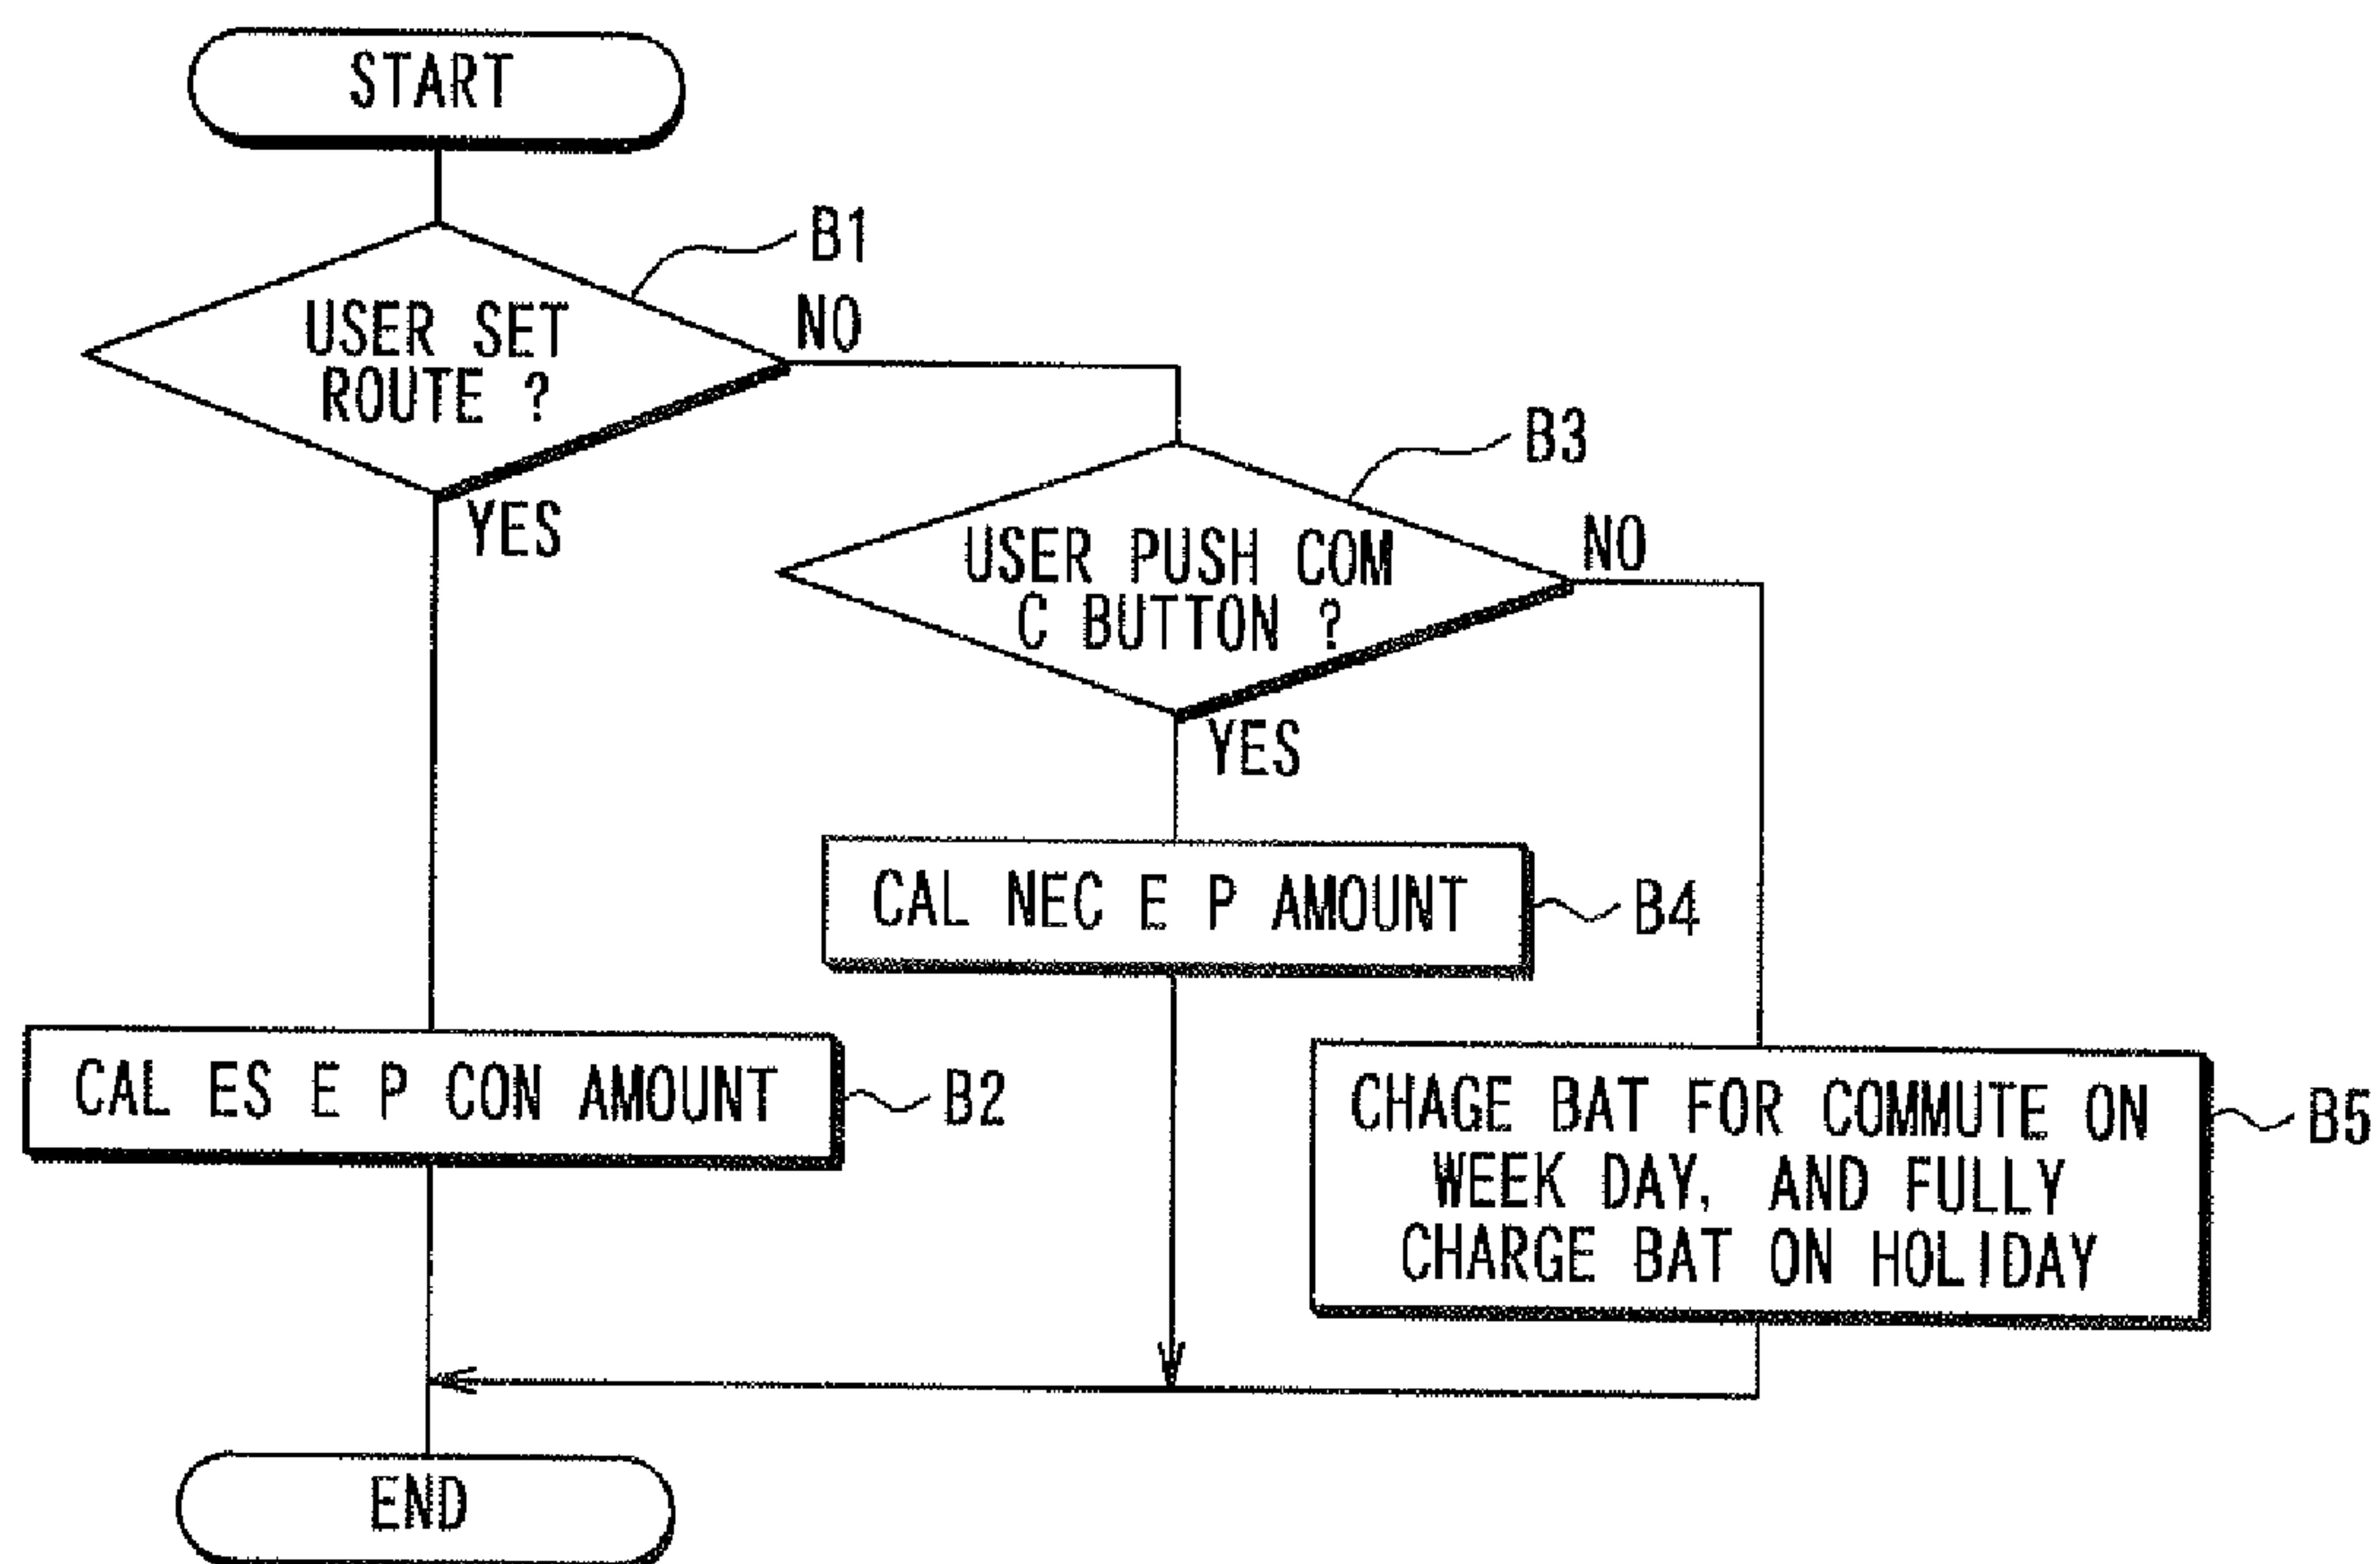 START
B1
USER SET
ROUTE ?
NO
YES
B3
USER PUSH COM
C BUTTON ?
NO
YES
CAL NEC E P AMOUNT
B4
CAL ES E P CON AMOUNT
B2
CHAGE BAT FOR COMMUTE ON
WEEK DAY, AND FULLY
CHARGE BAT ON HOLIDAY
B5
END